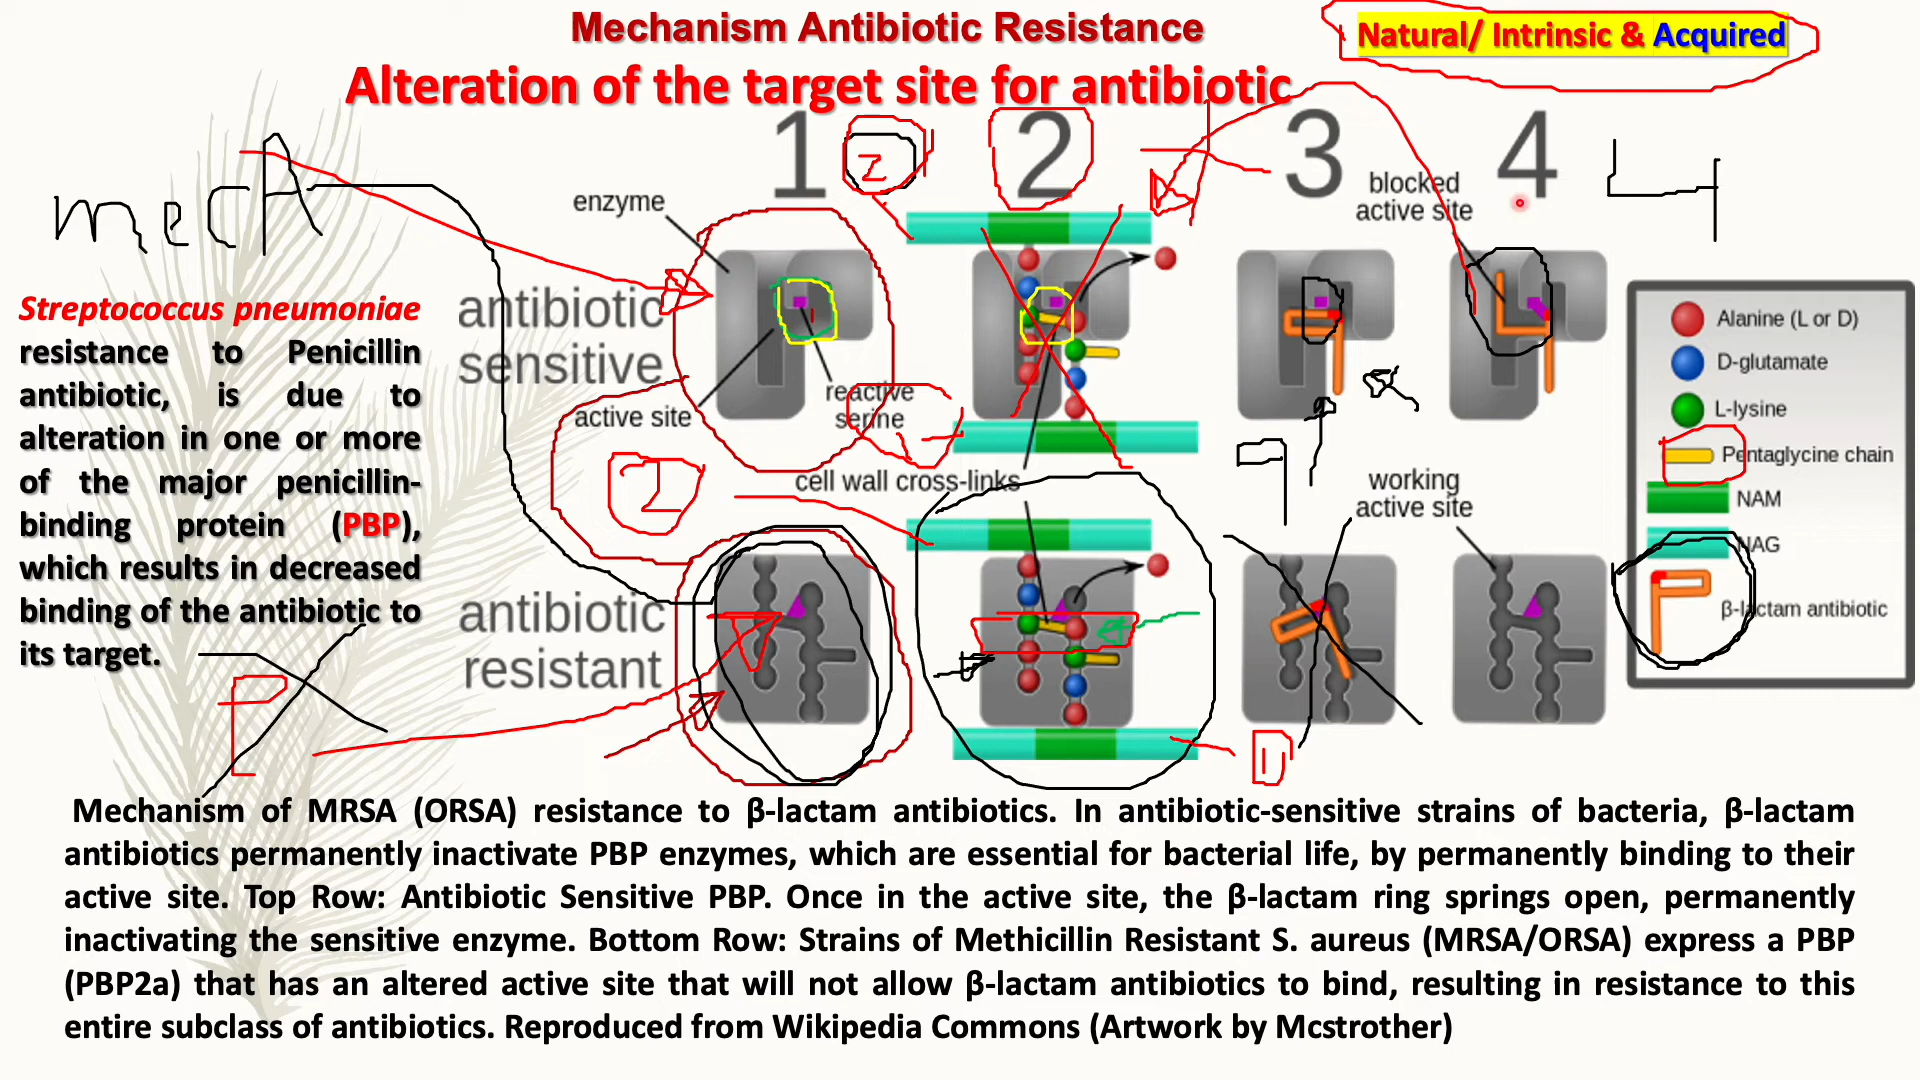 Mechanism Antibiotic Resistance
Natural/ Intrinsic & Acquired
Alteration of the target site for antibiotic
1
2
2
3
4
4
mecA
enzyme
blocked
active site
antibiotic
sensitive
active site
reactive
serine
cell wall cross-links
working
active site
antibiotic
resistant
Streptococcus pneumoniae
resistance to Penicillin
antibiotic, is due to
alteration in one or more
of the major penicillin-
binding protein (PBP),
which results in decreased
binding of the antibiotic to
its target.
Alanine (L or D)
D-glutamate
L-lysine
Pentaglycine chain
NAM
NAG
β-lactam antibiotic
Mechanism of MRSA (ORSA) resistance to β-lactam antibiotics. In antibiotic-sensitive strains of bacteria, β-lactam
antibiotics permanently inactivate PBP enzymes, which are essential for bacterial life, by permanently binding to their
active site. Top Row: Antibiotic Sensitive PBP. Once in the active site, the β-lactam ring springs open, permanently
inactivating the sensitive enzyme. Bottom Row: Strains of Methicillin Resistant S. aureus (MRSA/ORSA) express a PBP
(PBP2a) that has an altered active site that will not allow β-lactam antibiotics to bind, resulting in resistance to this
entire subclass of antibiotics. Reproduced from Wikipedia Commons (Artwork by Mcstrother)